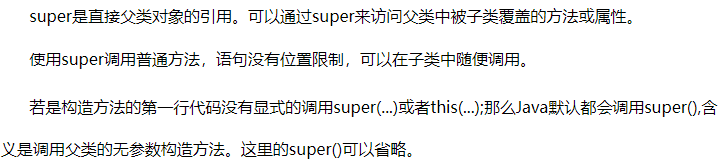 super是直接父类对象的引用。可以通过super来访问父类中被子类覆盖的方法或属性。
使用super调用普通方法，语句没有位置限制，可以在子类中随便调用。
若是构造方法的第一行代码没有显式的调用super(...)或者this(...);那么Java默认都会调用super(),含
义是调用父类的无参数构造方法。这里的super()可以省略。